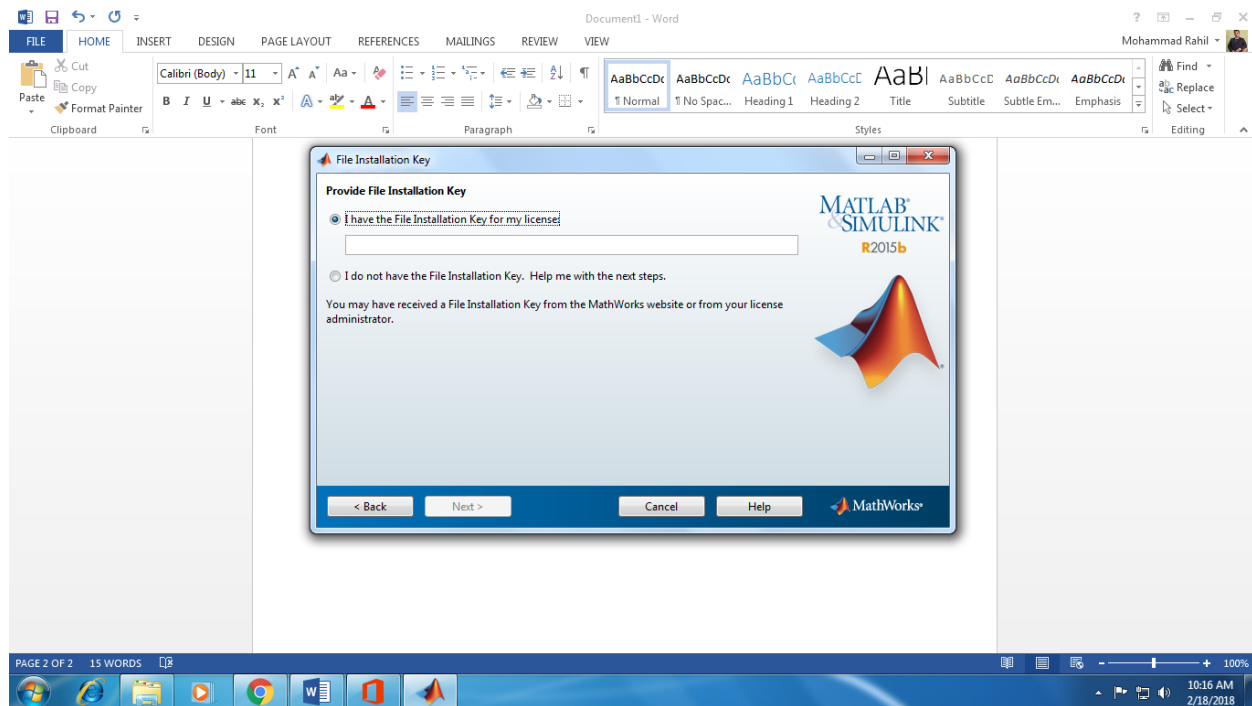 Document1 - Word
FILE HOME INSERT DESIGN PAGE LAYOUT REFERENCES MAILINGS REVIEW VIEW Mohammad Rahil
Paste
Cut
Copy
Format Painter
Calibri (Body) 11
AaBbCcDc AaBbCcDc AaBbCc AaBbCcD AaBl AaBbCcD AaBbCcDc AaBbCcDc
¶ Normal ¶ No Spac... Heading 1 Heading 2 Title Subtitle Subtle Em... Emphasis
Find
Replace
Select
Clipboard Font Paragraph Styles Editing
File Installation Key
Provide File Installation Key
I have the File Installation Key for my license:
I do not have the File Installation Key. Help me with the next steps.
You may have received a File Installation Key from the MathWorks website or from your license
administrator.
MATLAB®
&SIMULINK®
R2015b
< Back Next > Cancel Help MathWorks®
PAGE 2 OF 2 15 WORDS 100%
10:16 AM
2/18/2018